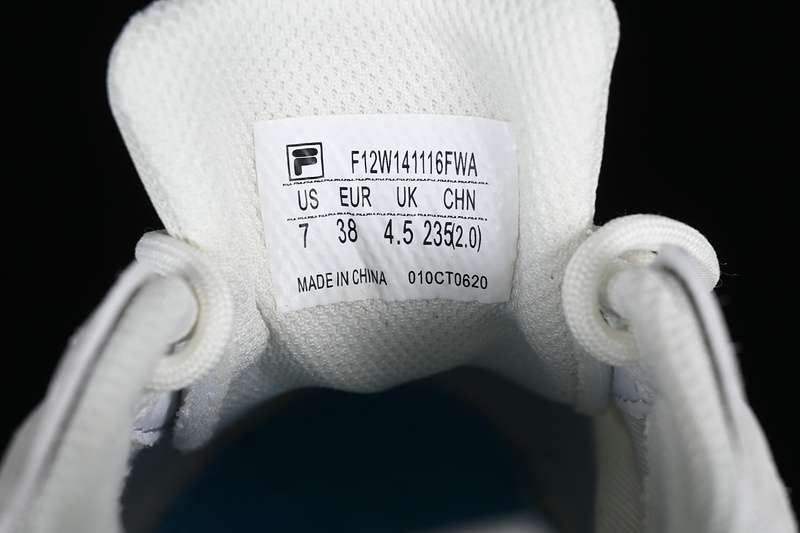 F F12W141116FWA
US EUR UK CHN
7 38 4.5 235(2.0)
MADE IN CHINA 010CT0620